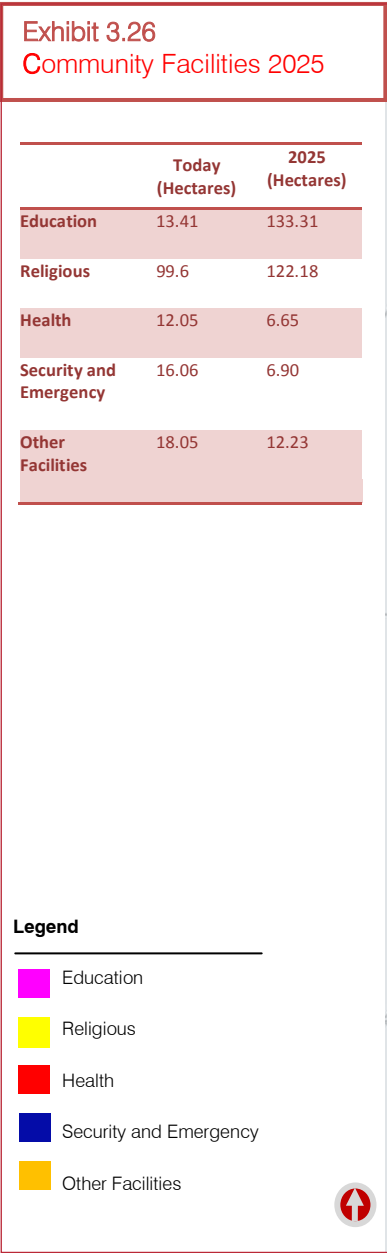 Exhibit 3.26
Community Facilities 2025
Today (Hectares) 2025 (Hectares)
Education 13.41 133.31
Religious 99.6 122.18
Health 12.05 6.65
Security and Emergency 16.06 6.90
Other Facilities 18.05 12.23
Legend
Education
Religious
Health
Security and Emergency
Other Facilities